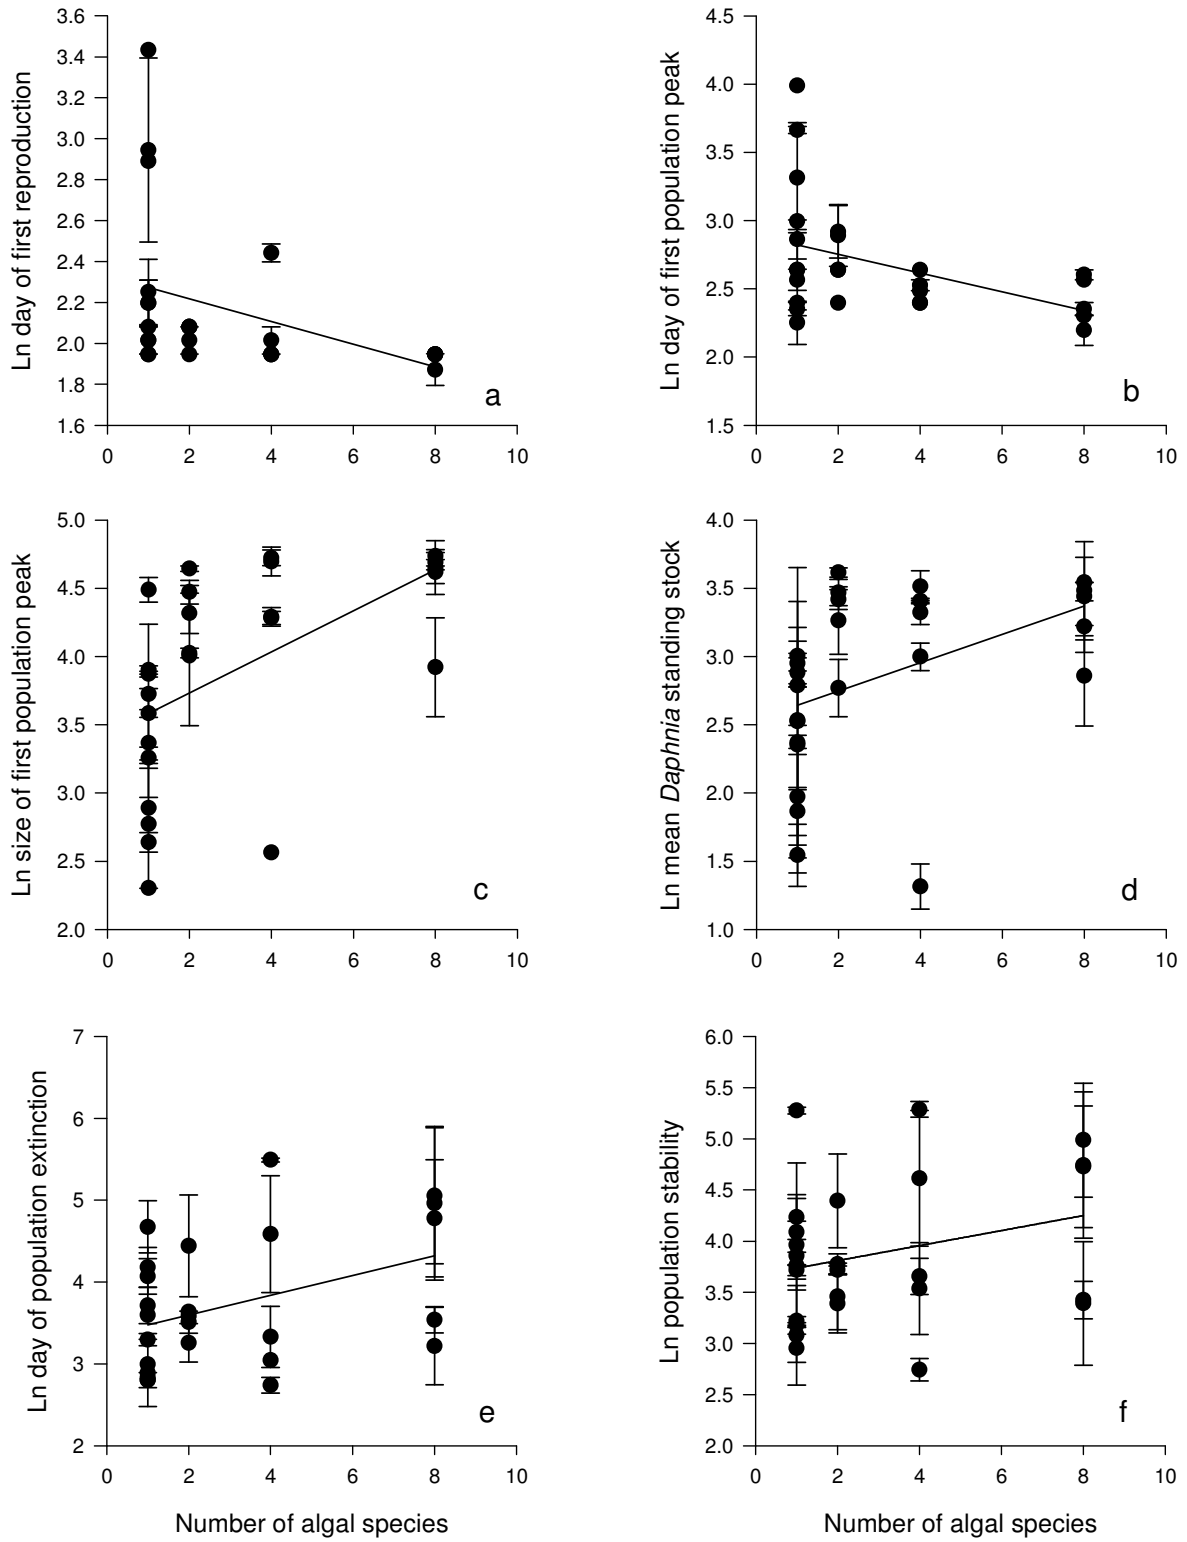 Ln day of first reproduction
3.6
3.4
3.2
3.0
2.8
2.6
2.4
2.2
2.0
1.8
1.6
0 2 4 6 8 10
a
Ln day of first population peak
4.5
4.0
3.5
3.0
2.5
2.0
1.5
0 2 4 6 8 10
b
Ln size of first population peak
5.0
4.5
4.0
3.5
3.0
2.5
2.0
0 2 4 6 8 10
c
Ln mean Daphnia standing stock
4.0
3.5
3.0
2.5
2.0
1.5
1.0
0 2 4 6 8 10
d
Ln day of population extinction
7
6
5
4
3
2
0 2 4 6 8 10
e
Number of algal species
Ln population stability
6.0
5.5
5.0
4.5
4.0
3.5
3.0
2.5
2.0
0 2 4 6 8 10
f
Number of algal species